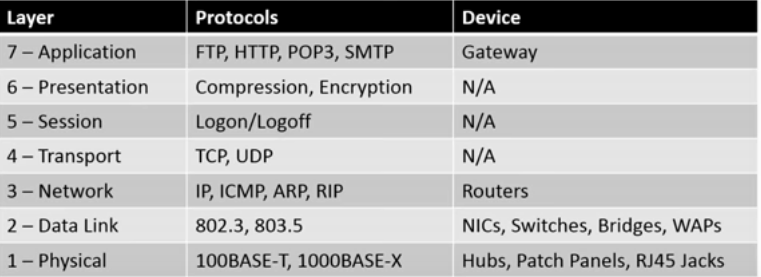 Layer Protocols Device
7 – Application FTP, HTTP, POP3, SMTP Gateway
6 – Presentation Compression, Encryption N/A
5 – Session Logon/Logoff N/A
4 – Transport TCP, UDP N/A
3 – Network IP, ICMP, ARP, RIP Routers
2 – Data Link 802.3, 803.5 NICs, Switches, Bridges, WAPs
1 – Physical 100BASE-T, 1000BASE-X Hubs, Patch Panels, RJ45 Jacks